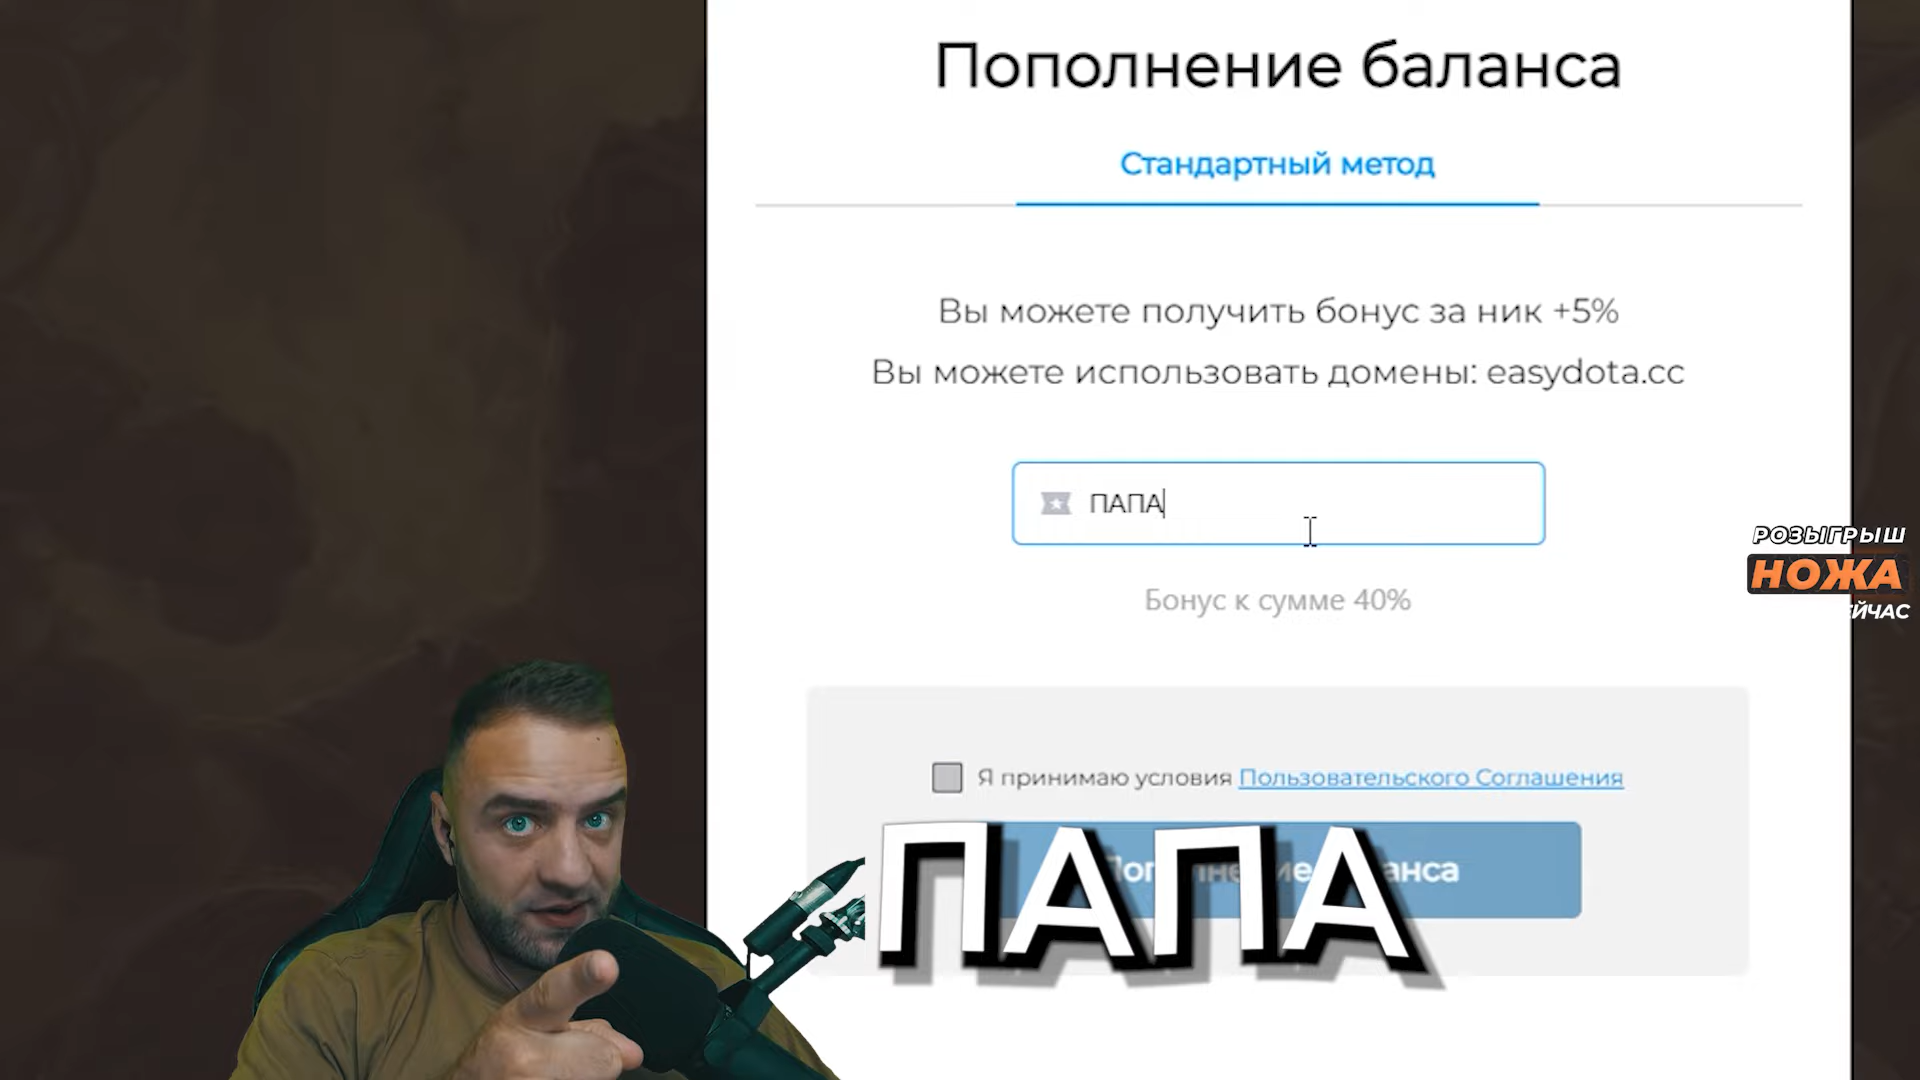 Пополнение баланса
Стандартный метод
Вы можете получить бонус за ник +5%
Вы можете использовать домены: easydota.cc
ПАПА
РОЗЫГРЫШ
НОЖА
Бонус к сумме 40%
Я принимаю условия Пользовательского Соглашения
ПАПА